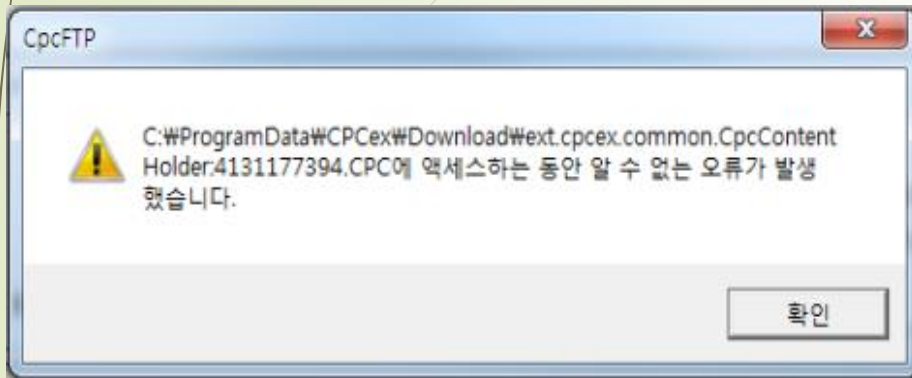 CpcFTP
C:₩ProgramData₩CPCex₩Download₩ext.cpcex.common.CpcContent
Holder:4131177394.CPC에 액세스하는 동안 알 수 없는 오류가 발생
했습니다.
확인